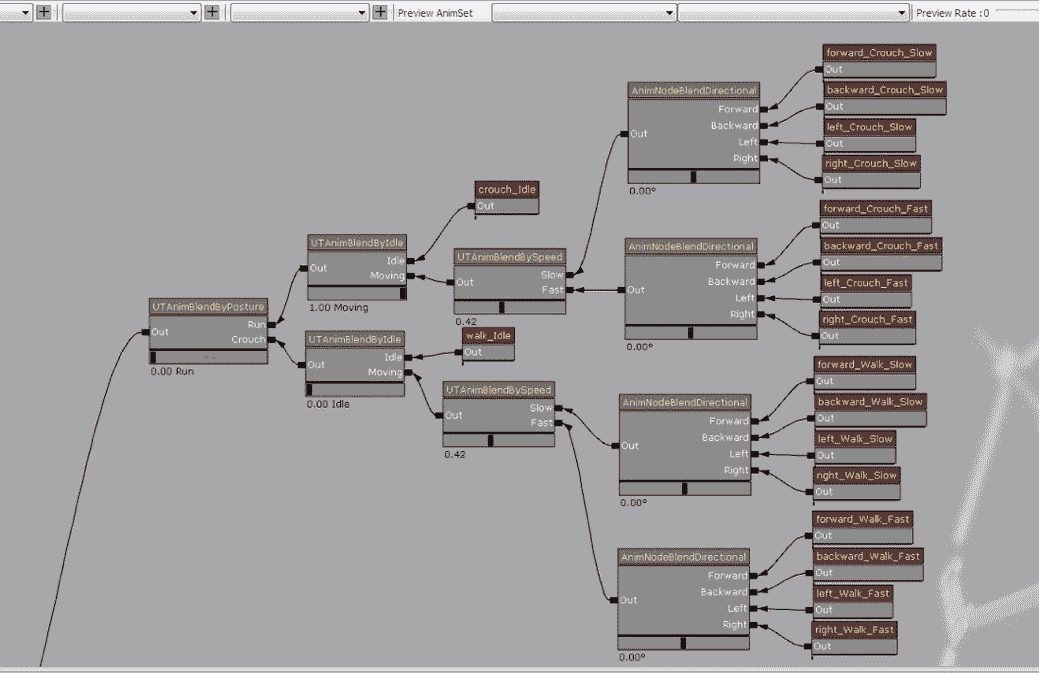 Preview AnimSet
Preview Rate :0
UTAnimBlendByPosture
Out
Run
Crouch
0.00 Run
UTAnimBlendByIdle
Out
Idle
Moving
1.00 Moving
UTAnimBlendByIdle
Out
Idle
Moving
0.00 Idle
crouch_Idle
Out
UTAnimBlendBySpeed
Out
Slow
Fast
0.42
walk_Idle
Out
UTAnimBlendBySpeed
Out
Slow
Fast
0.42
AnimNodeBlendDirectional
Out
Forward
Backward
Left
Right
0.00°
forward_Crouch_Slow
Out
backward_Crouch_Slow
Out
left_Crouch_Slow
Out
right_Crouch_Slow
Out
AnimNodeBlendDirectional
Out
Forward
Backward
Left
Right
0.00°
forward_Crouch_Fast
Out
backward_Crouch_Fast
Out
left_Crouch_Fast
Out
right_Crouch_Fast
Out
AnimNodeBlendDirectional
Out
Forward
Backward
Left
Right
0.00°
forward_Walk_Slow
Out
backward_Walk_Slow
Out
left_Walk_Slow
Out
right_Walk_Slow
Out
AnimNodeBlendDirectional
Out
Forward
Backward
Left
Right
0.00°
forward_Walk_Fast
Out
backward_Walk_Fast
Out
left_Walk_Fast
Out
right_Walk_Fast
Out